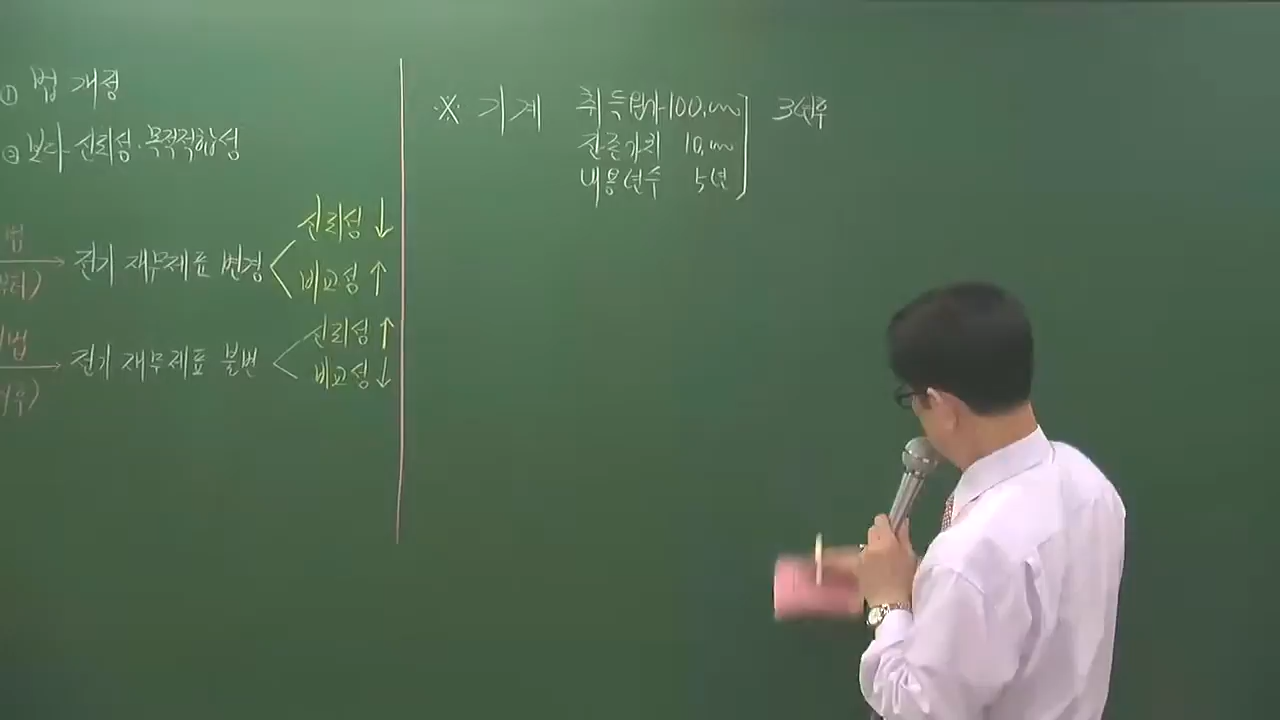 ① 법 개정
② 보다 신뢰성·목적적합성
법
→ 전기 재무제표 변경 < 신뢰성 ↓
비교성 ↑
법
→ 전기 재무제표 불변 < 신뢰성 ↑
비교성 ↓
※ 기계 취득원가 100,000 3년후
잔존가치 10,000
내용년수 5년